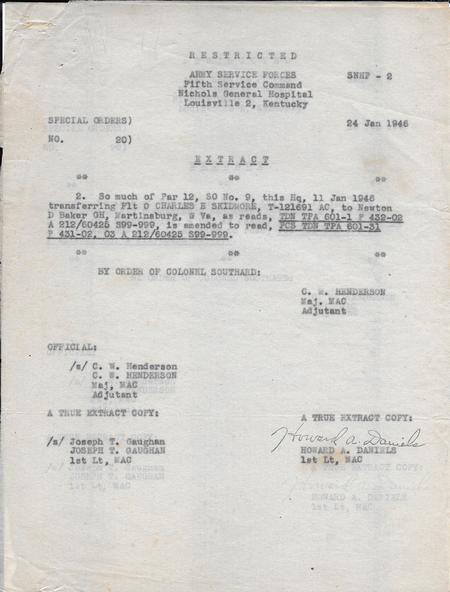 RESTRICTED
ARMY SERVICE FORCES SNHF - 2
Fifth Service Command
Nichols General Hospital
Louisville 2, Kentucky
SPECIAL ORDERS) 24 Jan 1946
NO. 20)
EXTRACT
** ** **
2. So much of Par 12, SO No. 9, this Hq, 11 Jan 1946
transferring Flt O CHARLES E SKIDMORE, T-121691 AC, to Newton
D Baker GH, Martinsburg, W Va, as reads, TDN TPA 601-1 P 432-02
A 212/60425 S99-999, is amended to read, PCS TDN TPA 601-31
P 431-02, 03 A 212/60425 S99-999.
** ** **
BY ORDER OF COLONEL SOUTHARD:
C. W. HENDERSON
Maj, MAC
Adjutant
OFFICIAL:
/s/ C. W. Henderson
C. W. HENDERSON
Maj, MAC
Adjutant
A TRUE EXTRACT COPY:
/s/ Joseph T. Gaughan
JOSEPH T. GAUGHAN
1st Lt, MAC
A TRUE EXTRACT COPY:
Howard A. Daniels
HOWARD A. DANIELS
1st Lt, MAC